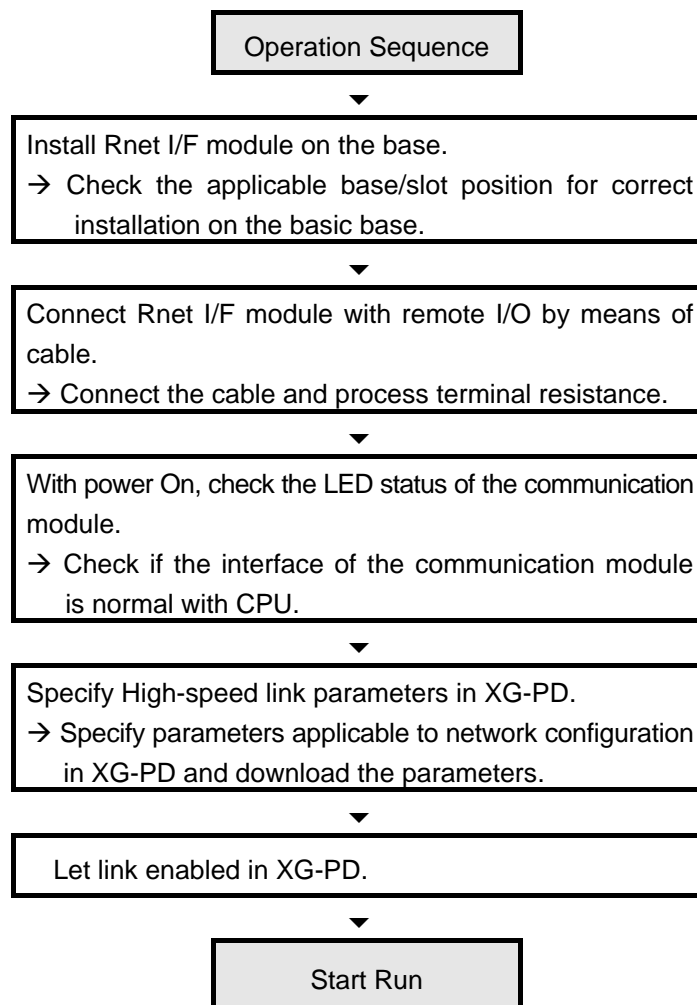 Operation Sequence
Install Rnet I/F module on the base.
→ Check the applicable base/slot position for correct
installation on the basic base.
Connect Rnet I/F module with remote I/O by means of
cable.
→ Connect the cable and process terminal resistance.
With power On, check the LED status of the communication
module.
→ Check if the interface of the communication module
is normal with CPU.
Specify High-speed link parameters in XG-PD.
→ Specify parameters applicable to network configuration
in XG-PD and download the parameters.
Let link enabled in XG-PD.
Start Run